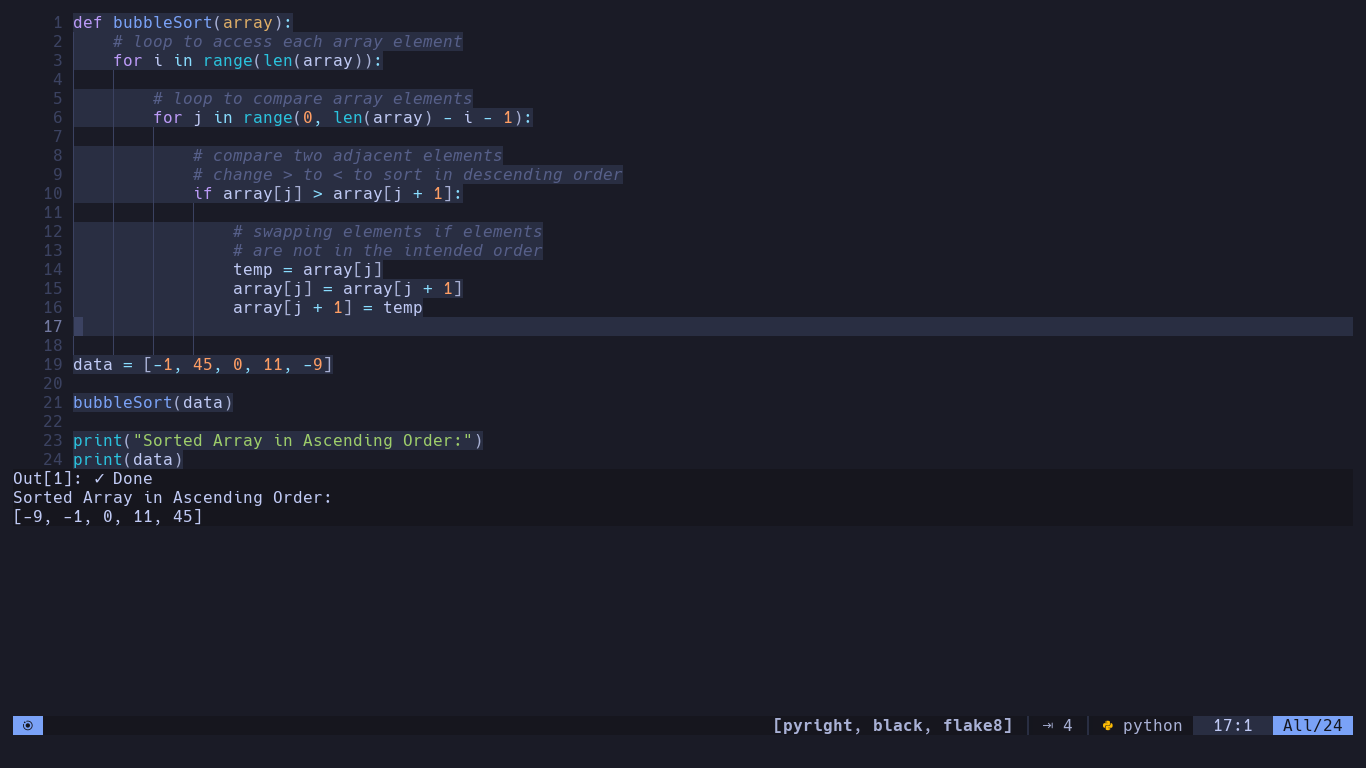 1 def bubbleSort(array):
2     # loop to access each array element
3     for i in range(len(array)):
4
5         # loop to compare array elements
6         for j in range(0, len(array) - i - 1):
7
8             # compare two adjacent elements
9             # change > to < to sort in descending order
10             if array[j] > array[j + 1]:
11
12                 # swapping elements if elements
13                 # are not in the intended order
14                 temp = array[j]
15                 array[j] = array[j + 1]
16                 array[j + 1] = temp
17
18
19 data = [-1, 45, 0, 11, -9]
20
21 bubbleSort(data)
22
23 print("Sorted Array in Ascending Order:")
24 print(data)
Out[1]: ✓ Done
Sorted Array in Ascending Order:
[-9, -1, 0, 11, 45]
[pyright, black, flake8] │ ⇥ 4 │ python 17:1 All/24